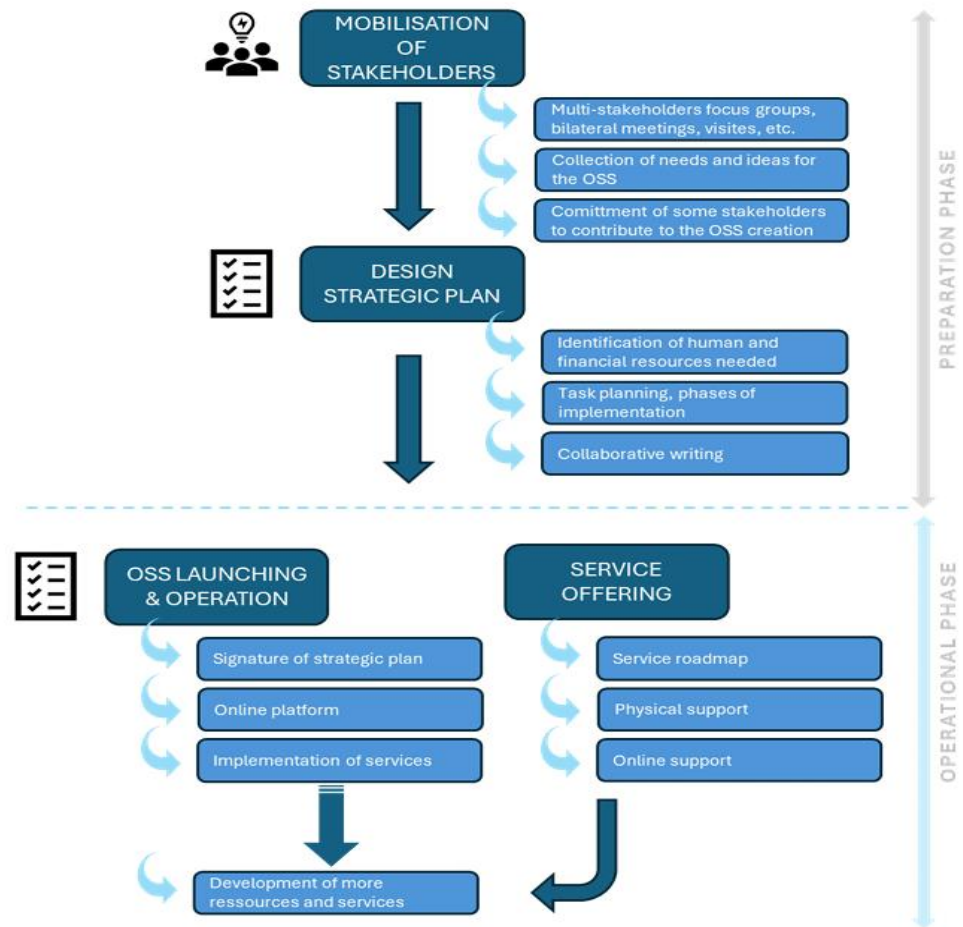 MOBILISATION
OF
STAKEHOLDERS
Multi-stakeholders focus groups,
bilateral meetings, visites, etc.
Collection of needs and ideas for
the OSS
Comittment of some stakeholders
to contribute to the OSS creation
DESIGN
STRATEGIC PLAN
Identification of human and
financial resources needed
Task planning, phases of
implementation
Collaborative writing
PREPARATION PHASE
OSS LAUNCHING
& OPERATION
Signature of strategic plan
Online platform
Implementation of services
SERVICE
OFFERING
Service roadmap
Physical support
Online support
Development of more
ressources and services
OPERATIONAL PHASE